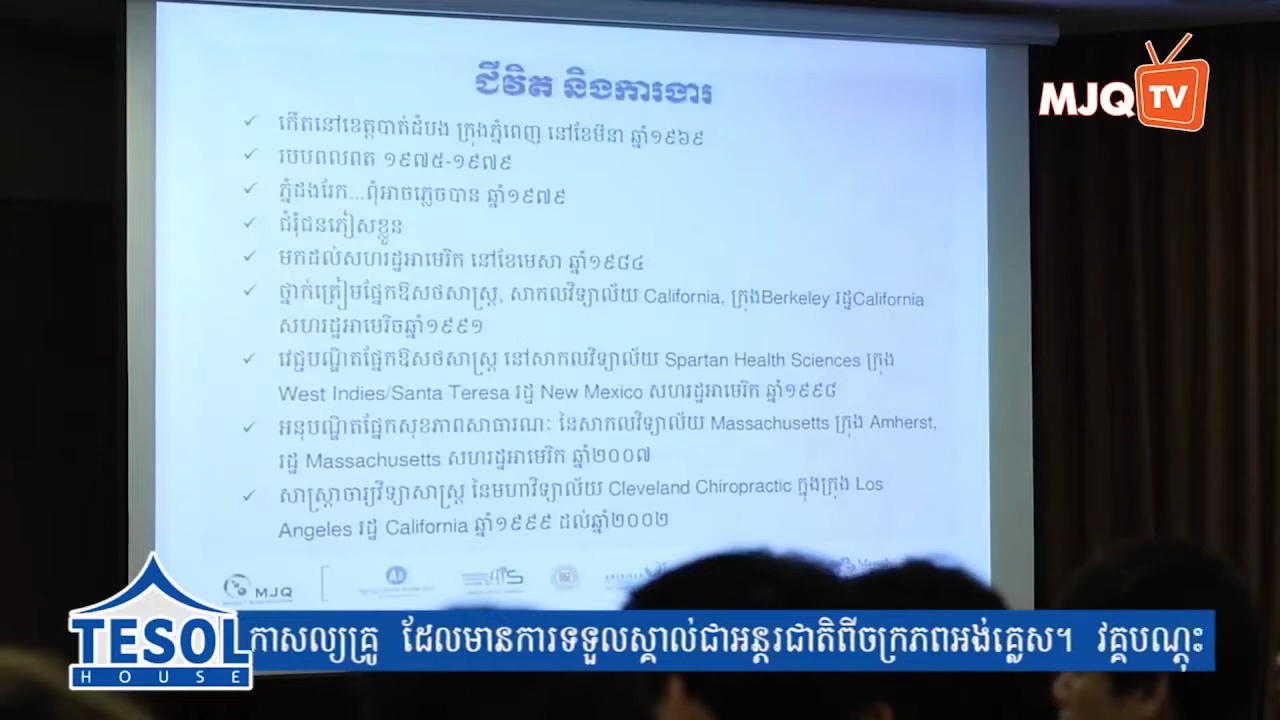 ជីវិត និងការងារ
MJQ TV
✓ កើតនៅខេត្តបាត់ដំបង ក្រុងភ្នំពេញ នៅខែមីនា ឆ្នាំ១៩៦៩
✓ របបពលពត ១៩៧៥-១៩៧៩
✓ ភ្នំដងរែក...ពុំអាចភ្លេចបាន ឆ្នាំ១៩៧៩
✓ ជំរុំជនភៀសខ្លួន
✓ មកដល់សហរដ្ឋអាមេរិក នៅខែមេសា ឆ្នាំ១៩៨៤
✓ ថ្នាក់ត្រៀមផ្នែកឱសថសាស្ត្រ, សាកលវិទ្យាល័យ California, ក្រុងBerkeley រដ្ឋCalifornia
សហរដ្ឋអាមេរិចឆ្នាំ១៩៩១
✓ វេជ្ជបណ្ឌិតផ្នែកឱសថសាស្ត្រ នៅសាកលវិទ្យាល័យ Spartan Health Sciences ក្រុង
West Indies/Santa Teresa រដ្ឋ New Mexico សហរដ្ឋអាមេរិក ឆ្នាំ១៩៩៨
✓ អនុបណ្ឌិតផ្នែកសុខភាពសាធារណៈ នៃសាកលវិទ្យាល័យ Massachusetts ក្រុង Amherst,
រដ្ឋ Massachusetts សហរដ្ឋអាមេរិក ឆ្នាំ២០០៧
✓ សាស្ត្រាចារ្យវិទ្យាសាស្ត្រ នៃមហាវិទ្យាល័យ Cleveland Chiropractic ក្នុងក្រុង Los
Angeles រដ្ឋ California ឆ្នាំ១៩៩៩ ដល់ឆ្នាំ២០០២
MJQ
TESOL
HOUSE
កាសល្យគ្រូ ដែលមានការទទួលស្គាល់ជាអន្តរជាតិពីចក្រភពអង់គ្លេស។ វគ្គបណ្តុះ